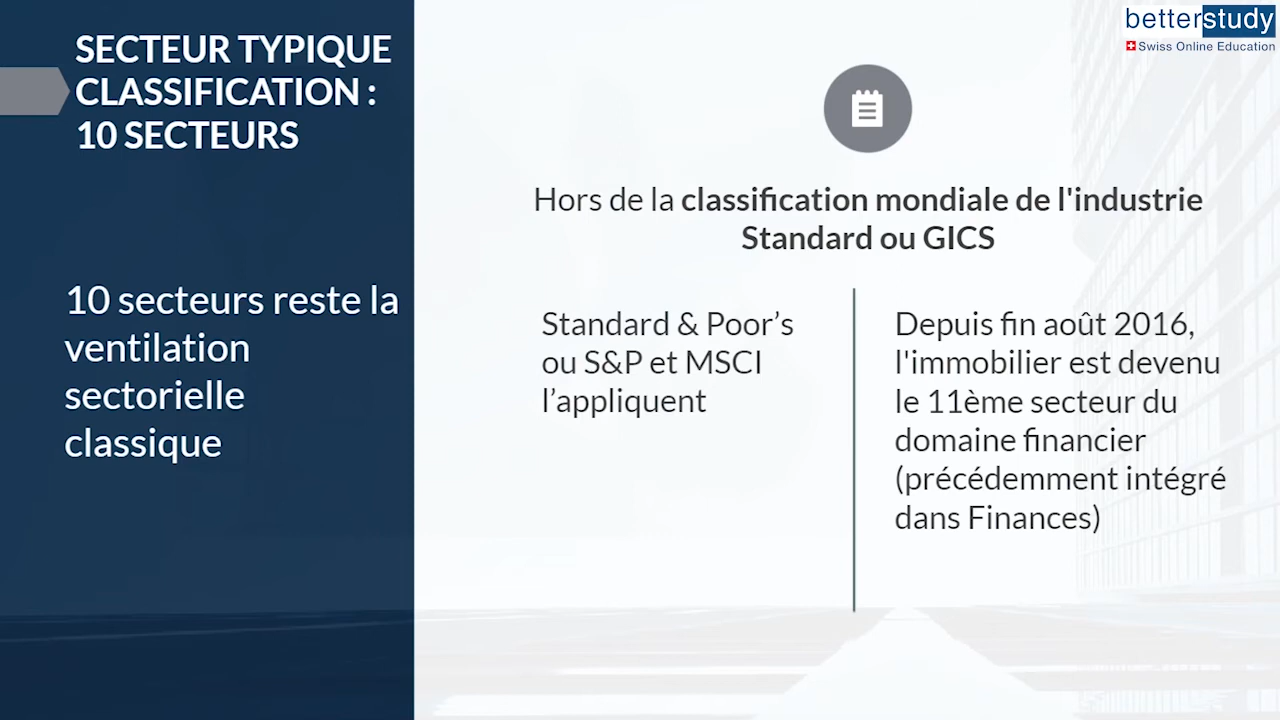 SECTEUR TYPIQUE
CLASSIFICATION :
10 SECTEURS
10 secteurs reste la
ventilation
sectorielle
classique
betterstudy
Swiss Online Education
Hors de la classification mondiale de l'industrie
Standard ou GICS
Standard & Poor’s
ou S&P et MSCI
l’appliquent
Depuis fin août 2016,
l'immobilier est devenu
le 11ème secteur du
domaine financier
(précédemment intégré
dans Finances)